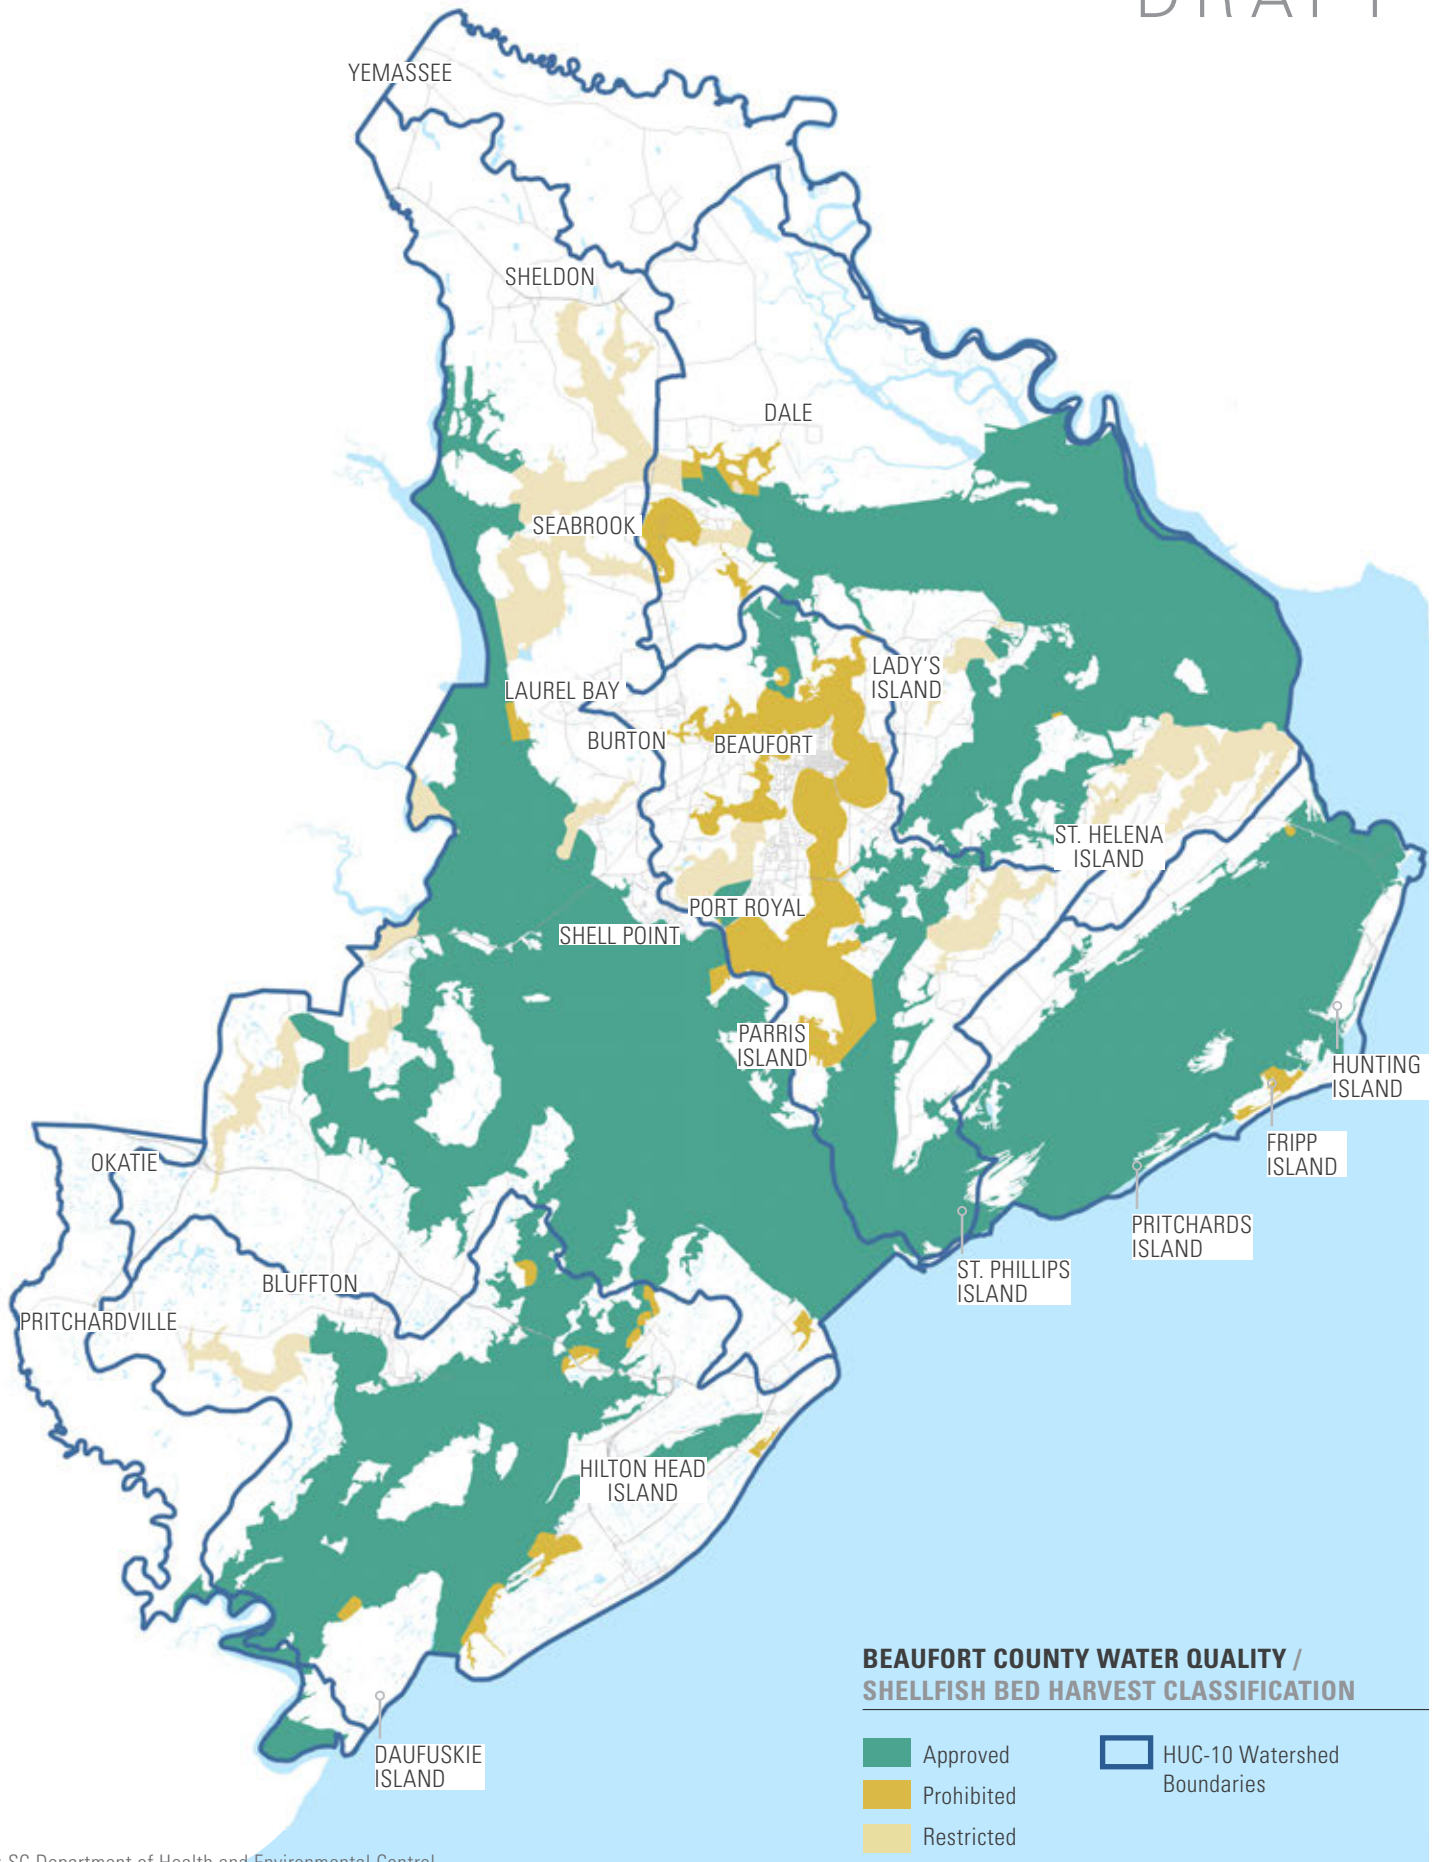 DRAFT
YEMASSEE
SHELDON
DALE
SEABROOK
LADY'S
ISLAND
LAUREL BAY
BURTON
BEAUFORT
ST. HELENA
ISLAND
PORT ROYAL
SHELL POINT
PARRIS
ISLAND
HUNTING
ISLAND
FRIPP
ISLAND
OKATIE
PRITCHARDS
ISLAND
ST. PHILLIPS
ISLAND
BLUFFTON
PRITCHARDVILLE
HILTON HEAD
ISLAND
DAUFUSKIE
ISLAND
BEAUFORT COUNTY WATER QUALITY /
SHELLFISH BED HARVEST CLASSIFICATION
Approved
Prohibited
Restricted
HUC-10 Watershed
Boundaries
SC Department of Health and Environmental Control